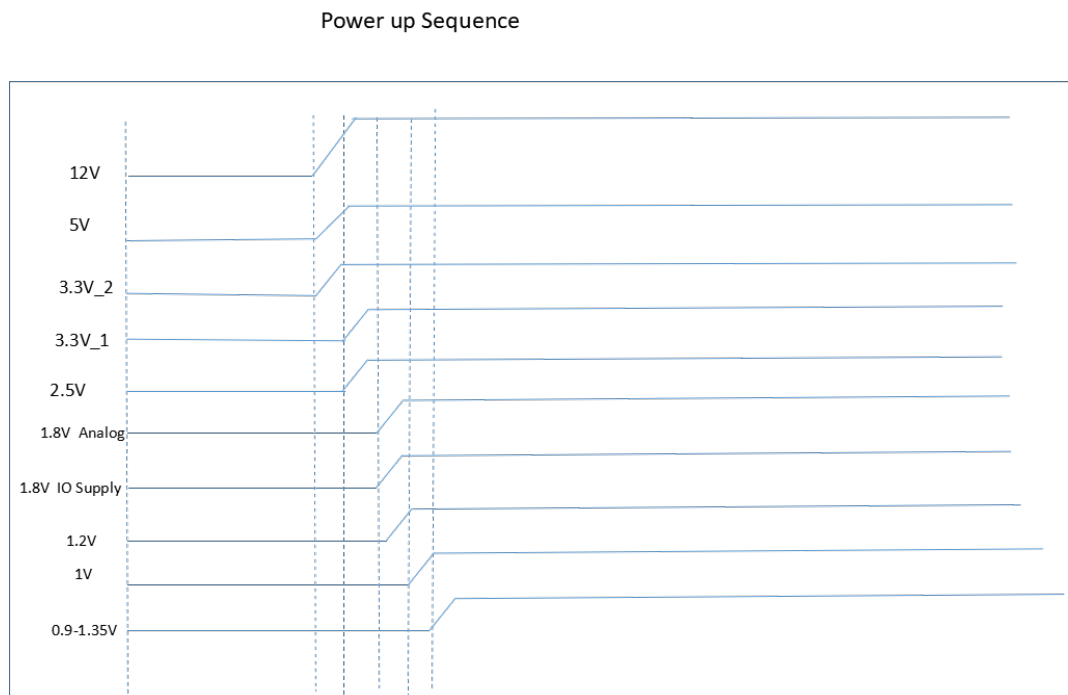 Power up Sequence
12V
5V
3.3V_2
3.3V_1
2.5V
1.8V Analog
1.8V IO Supply
1.2V
1V
0.9-1.35V